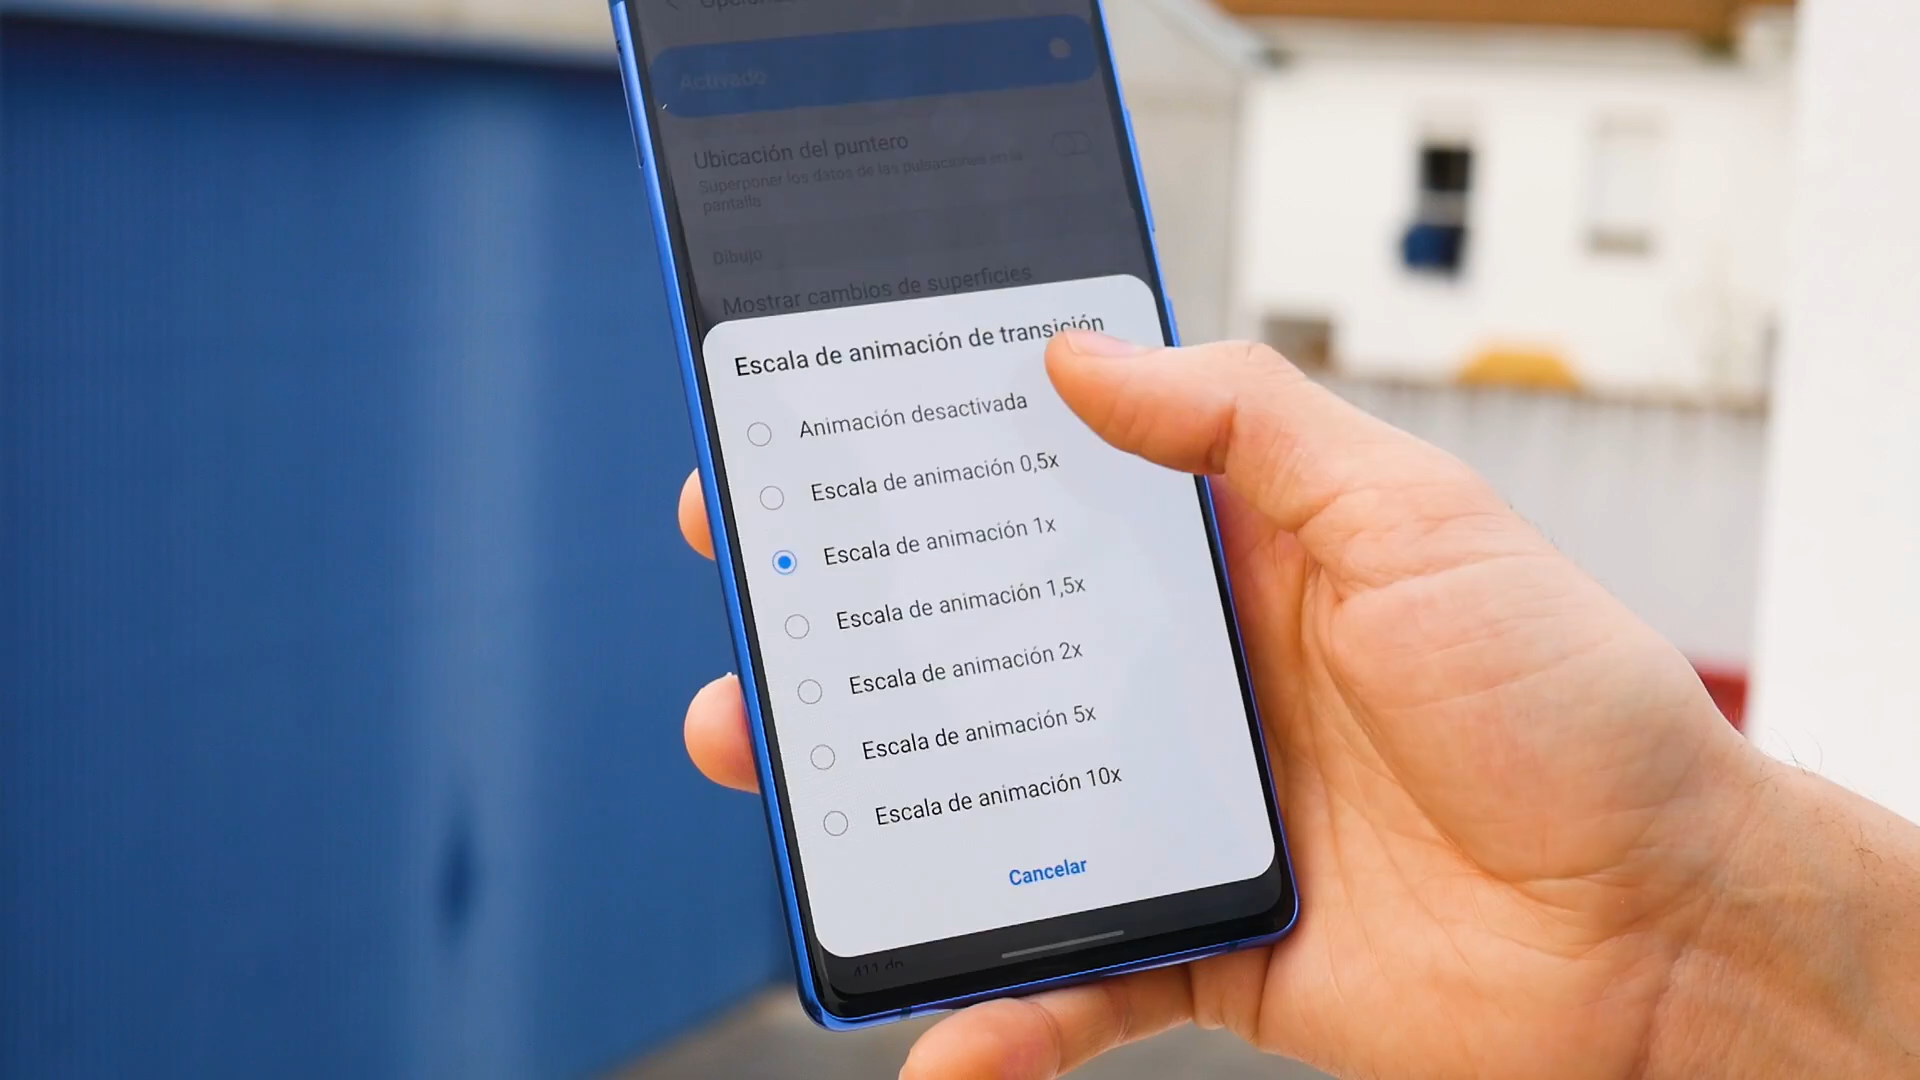 Activado
Ubicación del puntero
Superponer los datos de las pulsaciones en la
pantalla
Dibujo
Mostrar cambios de superficies
Escala de animación de transición
Animación desactivada
Escala de animación 0,5x
Escala de animación 1x
Escala de animación 1,5x
Escala de animación 2x
Escala de animación 5x
Escala de animación 10x
Cancelar
411 dp